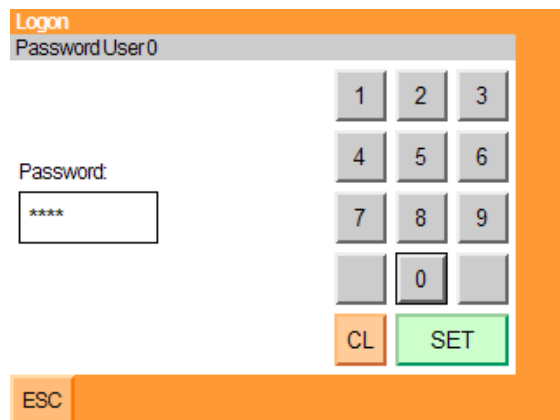 Logon
Password User 0
1 2 3
4 5 6
Password:
****
7 8 9
0
CL SET
ESC